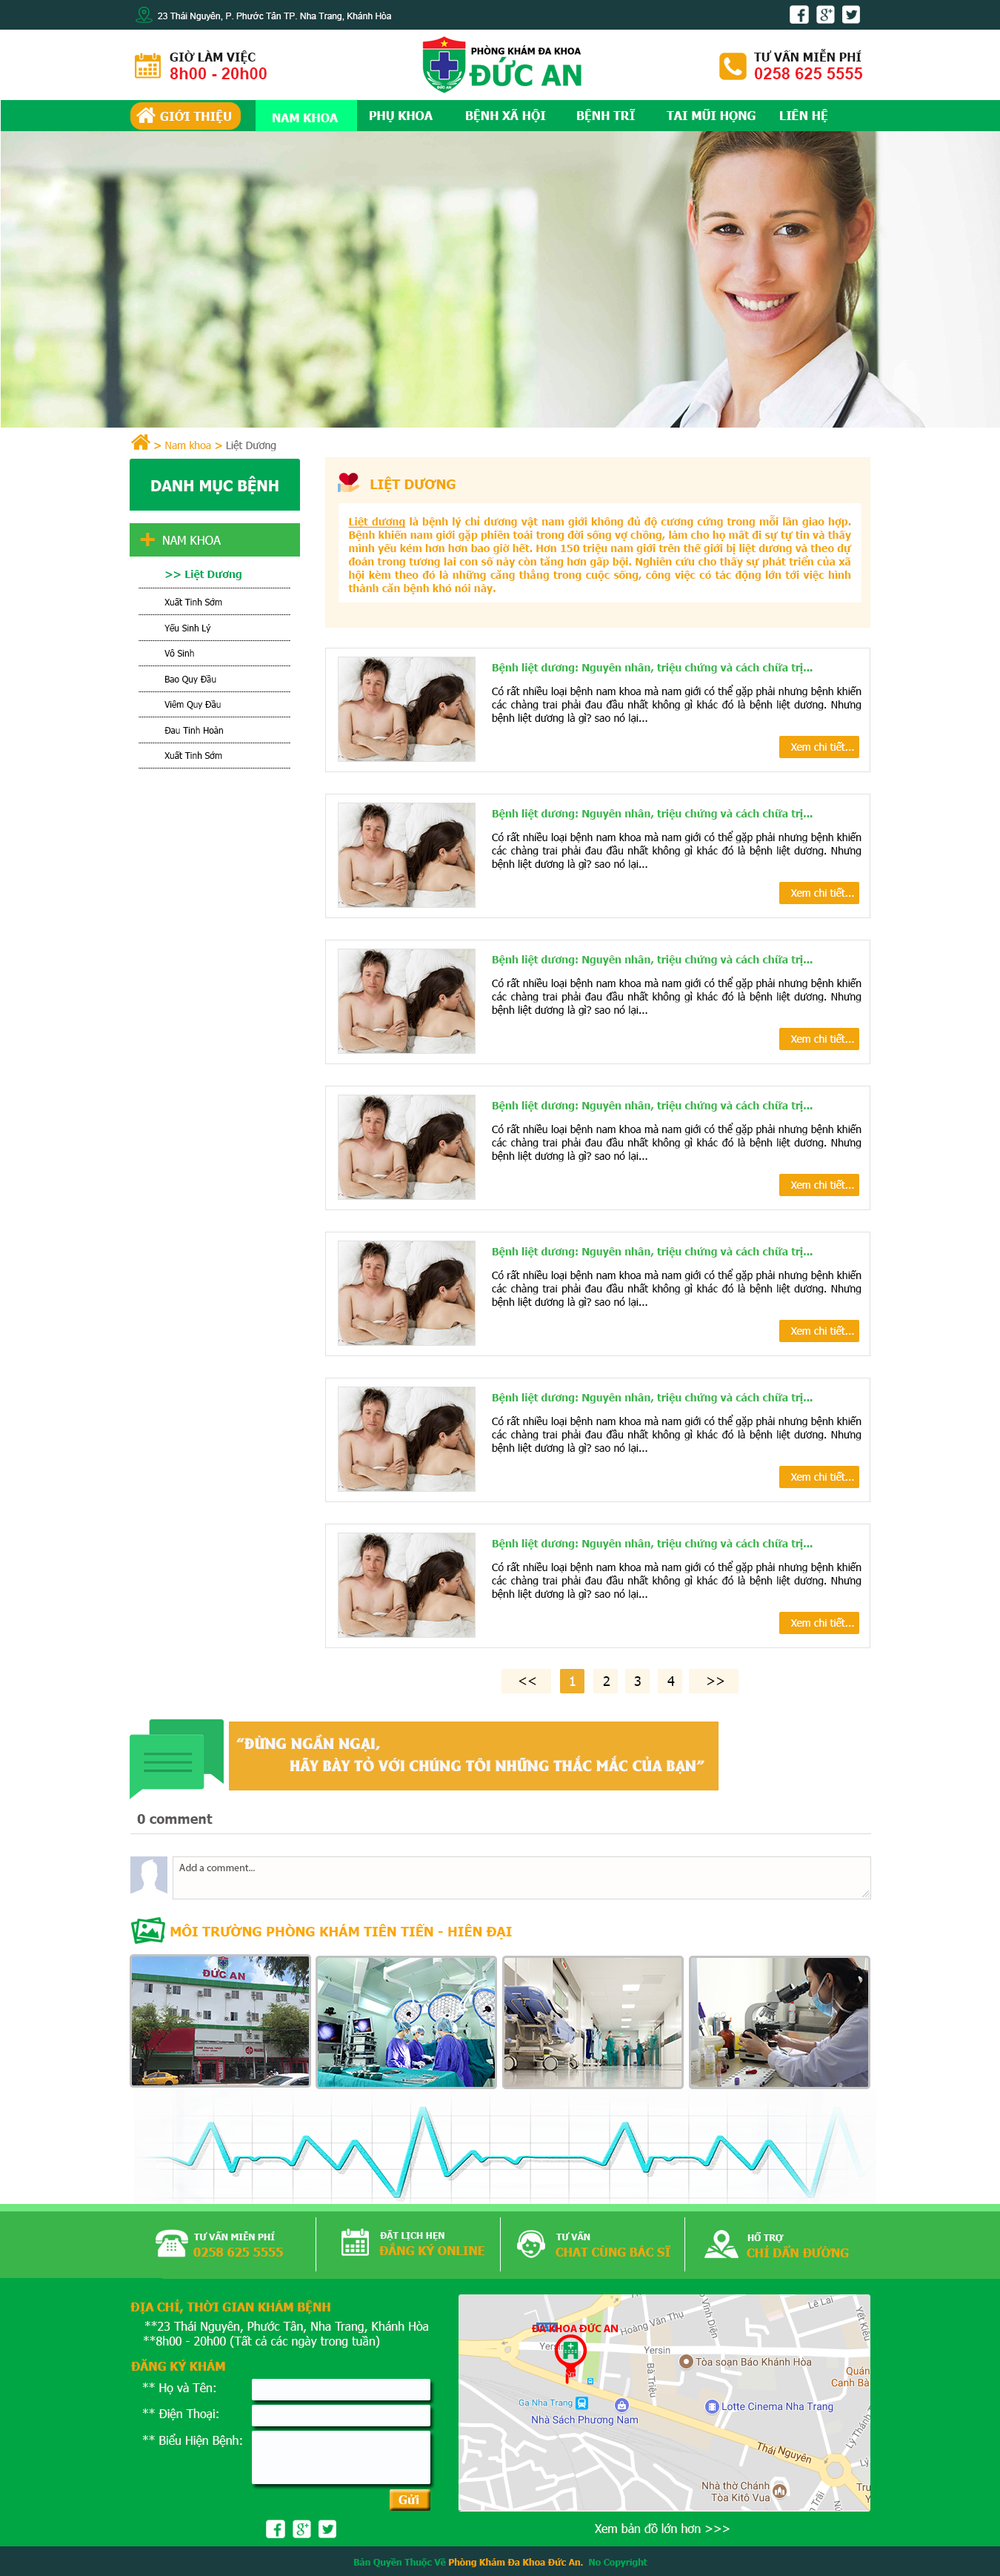 23 Thái Nguyên, P. Phước Tân TP. Nha Trang, Khánh Hòa
GIỜ LÀM VIỆC
8h00 - 20h00
PHÒNG KHÁM ĐA KHOA
ĐỨC AN
TƯ VẤN MIỄN PHÍ
0258 625 5555
GIỚI THIỆU
NAM KHOA
PHỤ KHOA
BỆNH XÃ HỘI
BỆNH TRĨ
TAI MŨI HỌNG
LIÊN HỆ
> Nam khoa > Liệt Dương
DANH MỤC BỆNH
NAM KHOA
>> Liệt Dương
Xuất Tinh Sớm
Yếu Sinh Lý
Vô Sinh
Bao Quy Đầu
Viêm Quy Đầu
Đau Tinh Hoàn
Xuất Tinh Sớm
LIỆT DƯƠNG
Liệt dương là bệnh lý chỉ dương vật nam giới không đủ độ cương cứng trong mỗi lần giao hợp.
Bệnh khiến nam giới gặp phiền toái trong đời sống vợ chồng, làm cho họ mất đi sự tự tin và thấy
mình yếu kém hơn hơn bao giờ hết. Hơn 150 triệu nam giới trên thế giới bị liệt dương và theo dự
đoán trong tương lai con số này còn tăng hơn gấp bội. Nghiên cứu cho thấy sự phát triển của xã
hội kèm theo đó là những căng thẳng trong cuộc sống, công việc có tác động lớn tới việc hình
thành căn bệnh khó nói này.
Bệnh liệt dương: Nguyên nhân, triệu chứng và cách chữa trị...
Có rất nhiều loại bệnh nam khoa mà nam giới có thể gặp phải nhưng bệnh khiến
các chàng trai phải đau đầu nhất không gì khác đó là bệnh liệt dương. Nhưng
bệnh liệt dương là gì? sao nó lại...
Xem chi tiết...
Bệnh liệt dương: Nguyên nhân, triệu chứng và cách chữa trị...
Có rất nhiều loại bệnh nam khoa mà nam giới có thể gặp phải nhưng bệnh khiến
các chàng trai phải đau đầu nhất không gì khác đó là bệnh liệt dương. Nhưng
bệnh liệt dương là gì? sao nó lại...
Xem chi tiết...
Bệnh liệt dương: Nguyên nhân, triệu chứng và cách chữa trị...
Có rất nhiều loại bệnh nam khoa mà nam giới có thể gặp phải nhưng bệnh khiến
các chàng trai phải đau đầu nhất không gì khác đó là bệnh liệt dương. Nhưng
bệnh liệt dương là gì? sao nó lại...
Xem chi tiết...
Bệnh liệt dương: Nguyên nhân, triệu chứng và cách chữa trị...
Có rất nhiều loại bệnh nam khoa mà nam giới có thể gặp phải nhưng bệnh khiến
các chàng trai phải đau đầu nhất không gì khác đó là bệnh liệt dương. Nhưng
bệnh liệt dương là gì? sao nó lại...
Xem chi tiết...
Bệnh liệt dương: Nguyên nhân, triệu chứng và cách chữa trị...
Có rất nhiều loại bệnh nam khoa mà nam giới có thể gặp phải nhưng bệnh khiến
các chàng trai phải đau đầu nhất không gì khác đó là bệnh liệt dương. Nhưng
bệnh liệt dương là gì? sao nó lại...
Xem chi tiết...
Bệnh liệt dương: Nguyên nhân, triệu chứng và cách chữa trị...
Có rất nhiều loại bệnh nam khoa mà nam giới có thể gặp phải nhưng bệnh khiến
các chàng trai phải đau đầu nhất không gì khác đó là bệnh liệt dương. Nhưng
bệnh liệt dương là gì? sao nó lại...
Xem chi tiết...
Bệnh liệt dương: Nguyên nhân, triệu chứng và cách chữa trị...
Có rất nhiều loại bệnh nam khoa mà nam giới có thể gặp phải nhưng bệnh khiến
các chàng trai phải đau đầu nhất không gì khác đó là bệnh liệt dương. Nhưng
bệnh liệt dương là gì? sao nó lại...
Xem chi tiết...
<< 1 2 3 4 >>
“ĐỪNG NGẦN NGẠI,
HÃY BÀY TỎ VỚI CHÚNG TÔI NHỮNG THẮC MẮC CỦA BẠN”
0 comment
Add a comment...
MÔI TRƯỜNG PHÒNG KHÁM TIÊN TIẾN - HIỆN ĐẠI
ĐỨC AN
TƯ VẤN MIỄN PHÍ
0258 625 5555
ĐẶT LỊCH HẸN
ĐĂNG KÝ ONLINE
TƯ VẤN
CHAT CÙNG BÁC SĨ
HỖ TRỢ
CHỈ DẪN ĐƯỜNG
ĐỊA CHỈ, THỜI GIAN KHÁM BỆNH
**23 Thái Nguyên, Phước Tân, Nha Trang, Khánh Hòa
**8h00 - 20h00 (Tất cả các ngày trong tuần)
ĐĂNG KÝ KHÁM
** Họ và Tên:
** Điện Thoại:
** Biểu Hiện Bệnh:
Gửi
Lê Lai
Hoàng Văn Thụ
Vĩnh Diện
Yết Kiêu
ĐA KHOA ĐỨC AN
Yersin
Yersin
Bà Triệu
Tòa soạn Báo Khánh Hòa
Quán
Canh Bá
Ga Nha Trang
Nhà Sách Phương Nam
Lotte Cinema Nha Trang
Lý Thánh
Thái Nguyên
Lý
Nhà thờ Chánh
Tòa Kitô Vua
Trãi
Xem bản đồ lớn hơn >>>
Bản Quyền Thuộc Về Phòng Khám Đa Khoa Đức An. No Copyright